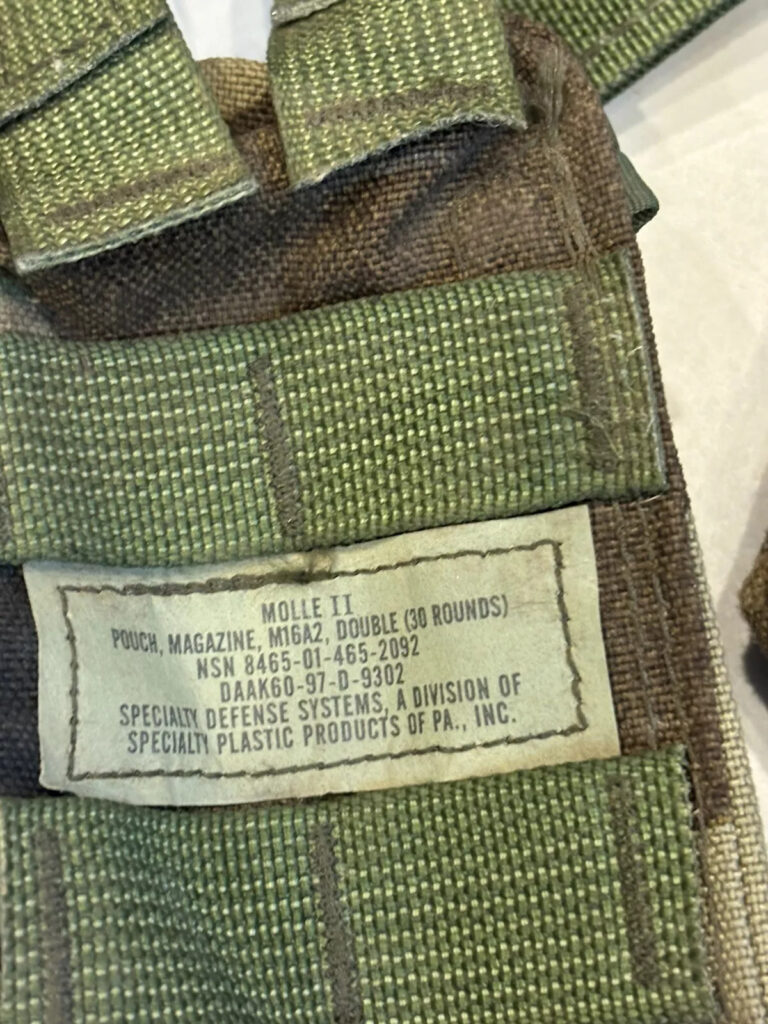 MOLLE II
POUCH, MAGAZINE, M16A2, DOUBLE (30 ROUNDS)
NSN 8465-01-465-2092
DAAK60-97-D-9302
SPECIALTY DEFENSE SYSTEMS, A DIVISION OF
SPECIALTY PLASTIC PRODUCTS OF PA., INC.